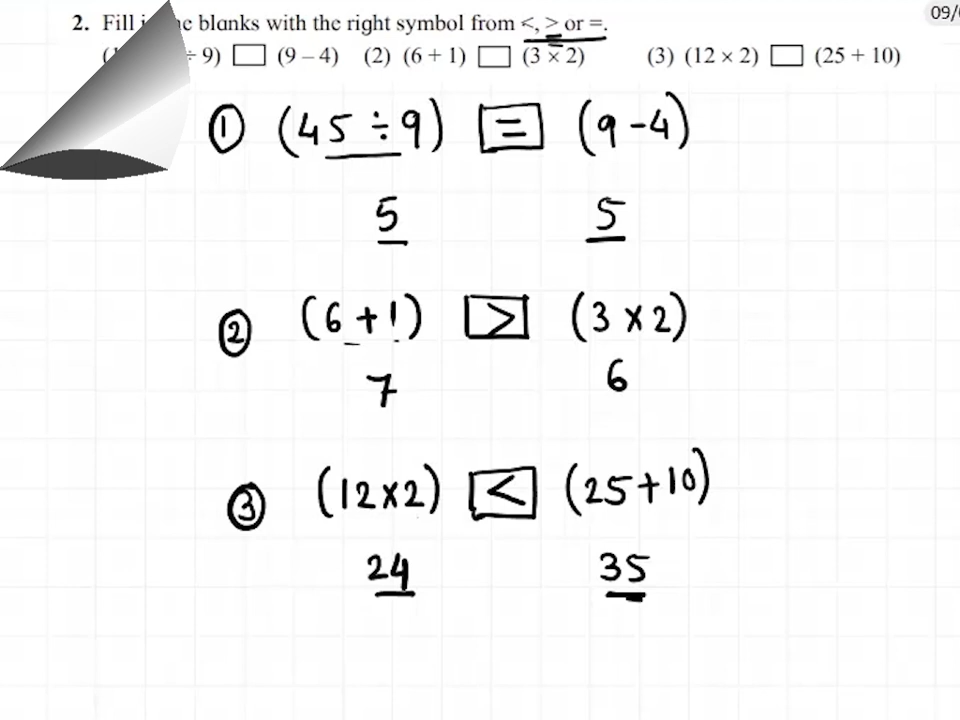 2. Fill blanks with the right symbol from <, > or =.
÷ 9) □ (9 – 4) (2) (6 + 1) □ (3 × 2) (3) (12 × 2) □ (25 + 10)
① (45 ÷ 9) = (9 - 4)
5 5
② (6 + 1) > (3 × 2)
7 6
③ (12 × 2) < (25 + 10)
24 35